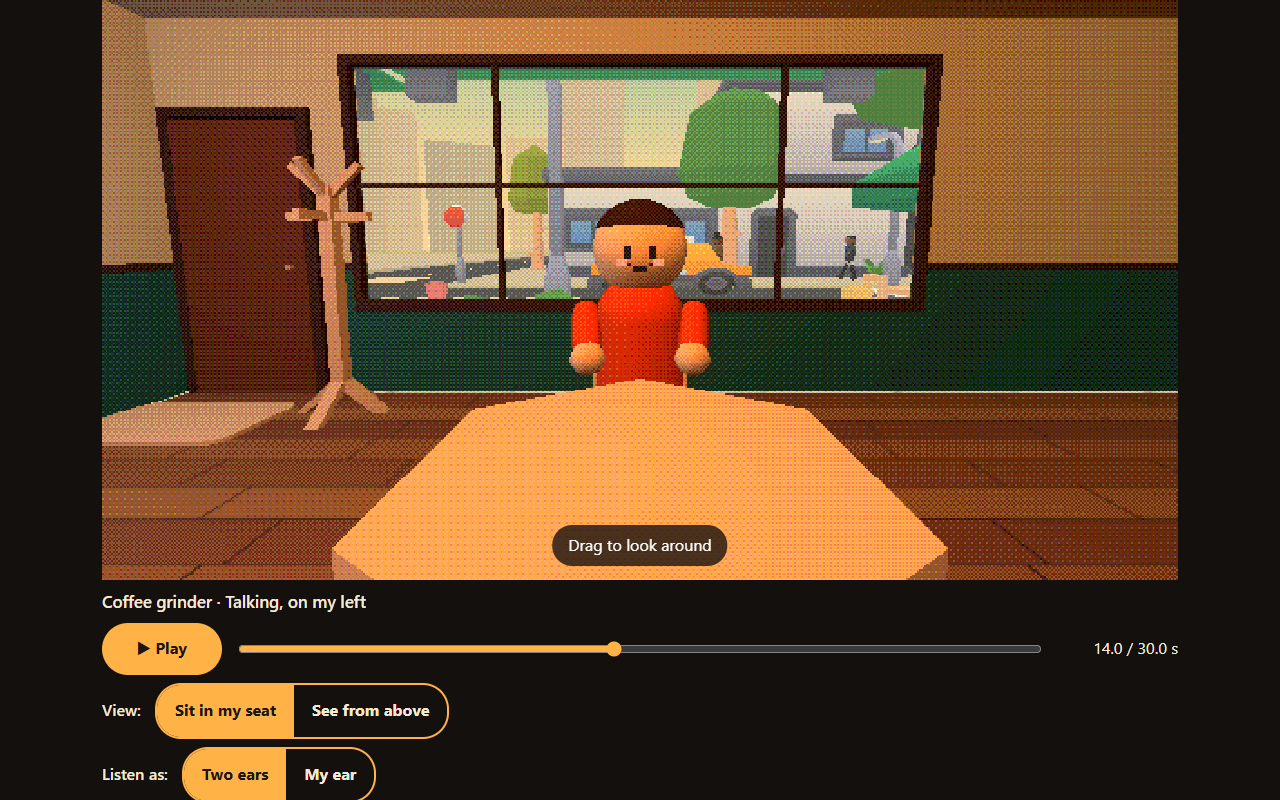 Drag to look around
Coffee grinder · Talking, on my left
▶ Play
14.0 / 30.0 s
View:
Sit in my seat
See from above
Listen as:
Two ears
My ear